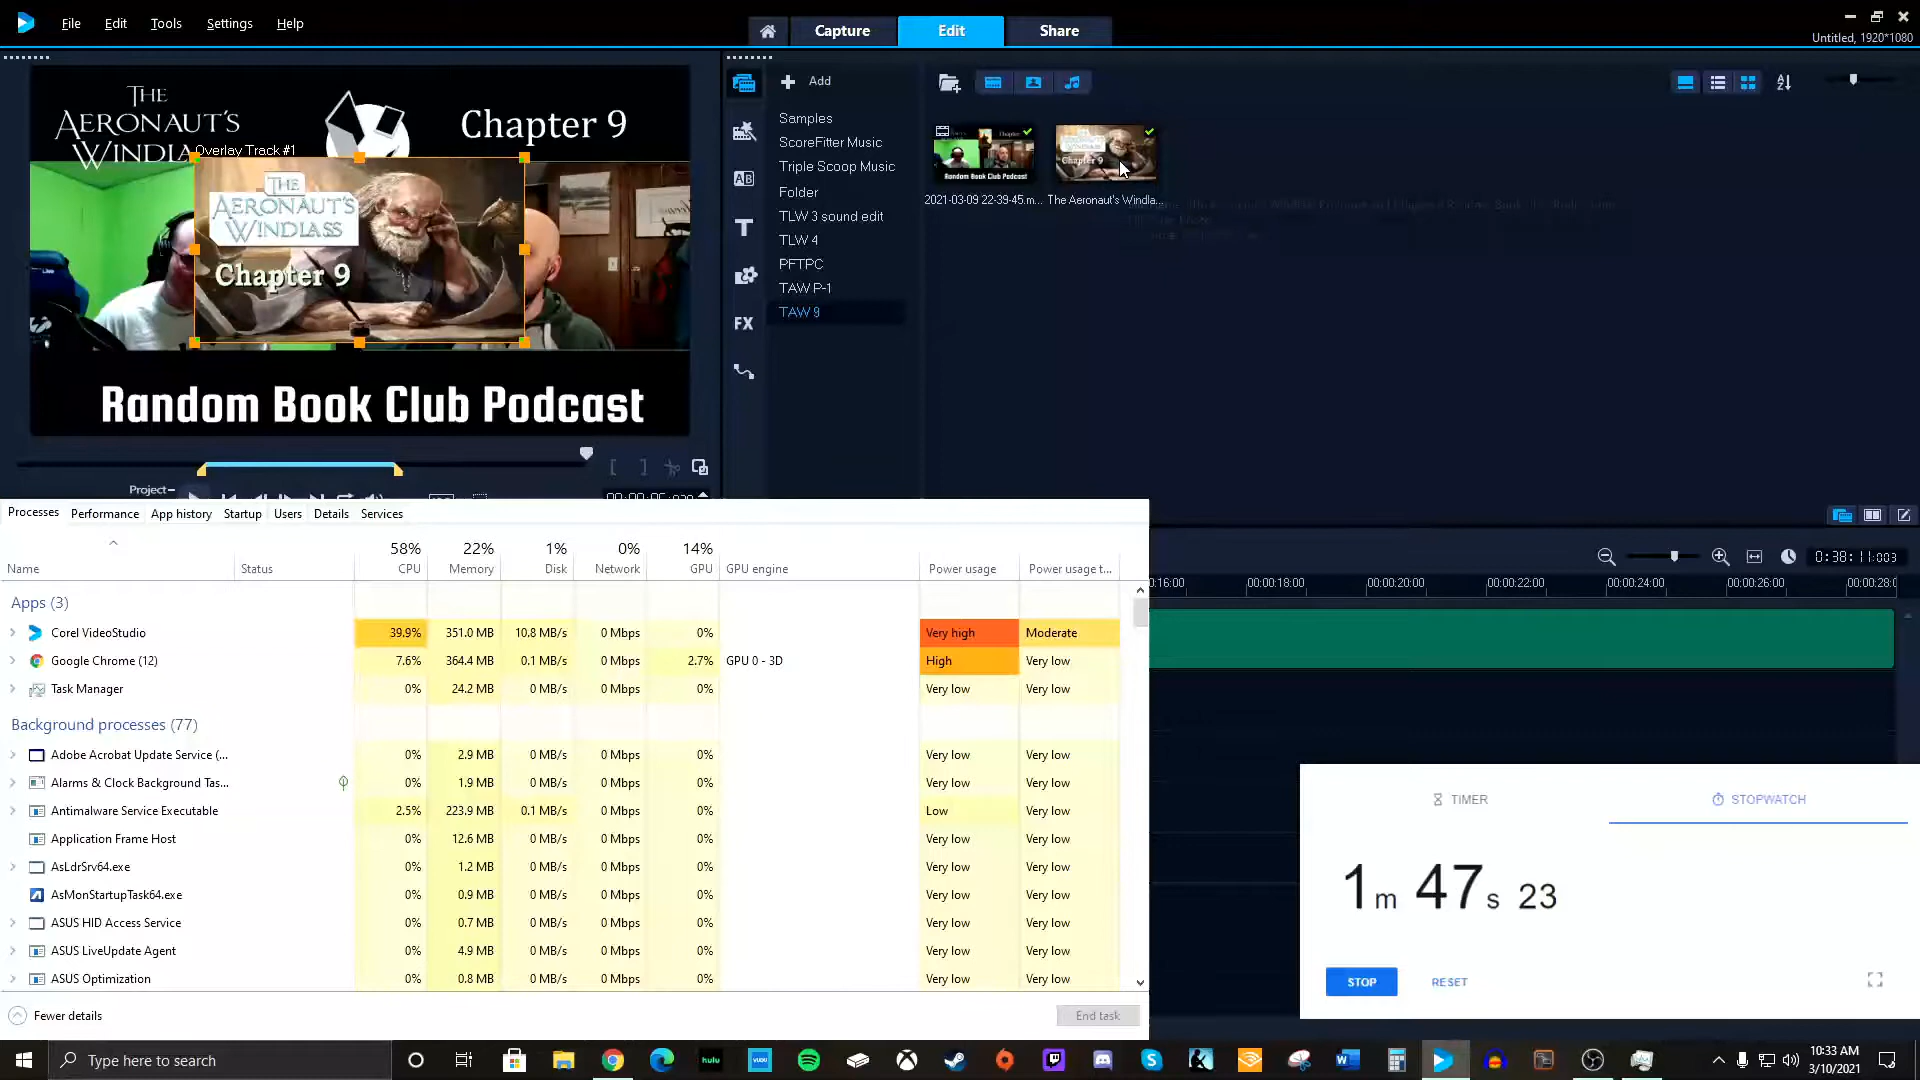 File Edit Tools Settings Help
Capture Edit Share
Untitled, 1920*1080
THE
AERONAUT'S
WINDLA
Chapter 9
Overlay Track #1
THE
AERONAUT'S
WINDLASS
Chapter 9
Random Book Club Podcast
Project–
Add
Samples
ScoreFitter Music
Triple Scoop Music
Folder
TLW 3 sound edit
TLW 4
PFTPC
TAW P-1
TAW 9
AB
T
FX
Chapter 9
Random Book Club Podcast
2021-03-09 22-39-45.m... The Aeronaut's Windla...
0:38:11:003
:16:00 00:00:18:00 00:00:20:00 00:00:22:00 00:00:24:00 00:00:26:00 00:00:28:0
Processes Performance App history Startup Users Details Services
58% 22% 1% 0% 14%
Name Status CPU Memory Disk Network GPU GPU engine Power usage Power usage t...
Apps (3)
Corel VideoStudio 39.9% 351.0 MB 10.8 MB/s 0 Mbps 0% Very high Moderate
Google Chrome (12) 7.6% 364.4 MB 0.1 MB/s 0 Mbps 2.7% GPU 0 - 3D High Very low
Task Manager 0% 24.2 MB 0 MB/s 0 Mbps 0% Very low Very low
Background processes (77)
Adobe Acrobat Update Service (... 0% 2.9 MB 0 MB/s 0 Mbps 0% Very low Very low
Alarms & Clock Background Tas... 0% 1.9 MB 0 MB/s 0 Mbps 0% Very low Very low
Antimalware Service Executable 2.5% 223.9 MB 0.1 MB/s 0 Mbps 0% Low Very low
Application Frame Host 0% 12.6 MB 0 MB/s 0 Mbps 0% Very low Very low
AsLdrSrv64.exe 0% 1.2 MB 0 MB/s 0 Mbps 0% Very low Very low
AsMonStartupTask64.exe 0% 0.9 MB 0 MB/s 0 Mbps 0% Very low Very low
ASUS HID Access Service 0% 0.7 MB 0 MB/s 0 Mbps 0% Very low Very low
ASUS LiveUpdate Agent 0% 4.9 MB 0 MB/s 0 Mbps 0% Very low Very low
ASUS Optimization 0% 0.8 MB 0 MB/s 0 Mbps 0% Very low Very low
Fewer details End task
TIMER STOPWATCH
1m 47s 23
STOP RESET
Type here to search
hulu
VUDU
10:33 AM
3/10/2021